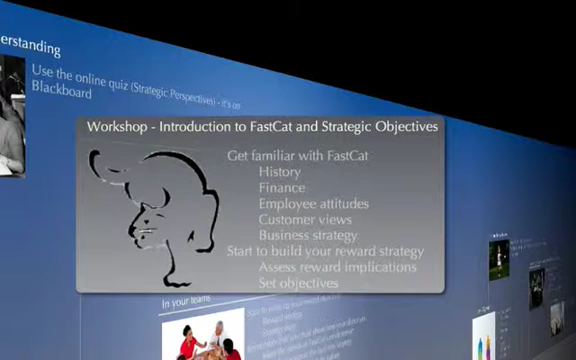 erstanding
Use the online quiz (Strategic Perspectives) - it's on
Blackboard
Workshop - Introduction to FastCat and Strategic Objectives
Get familiar with FastCat
History
Finance
Employee attitudes
Customer views
Business strategy
Start to build your reward strategy
Assess reward implications
Set objectives
In your teams